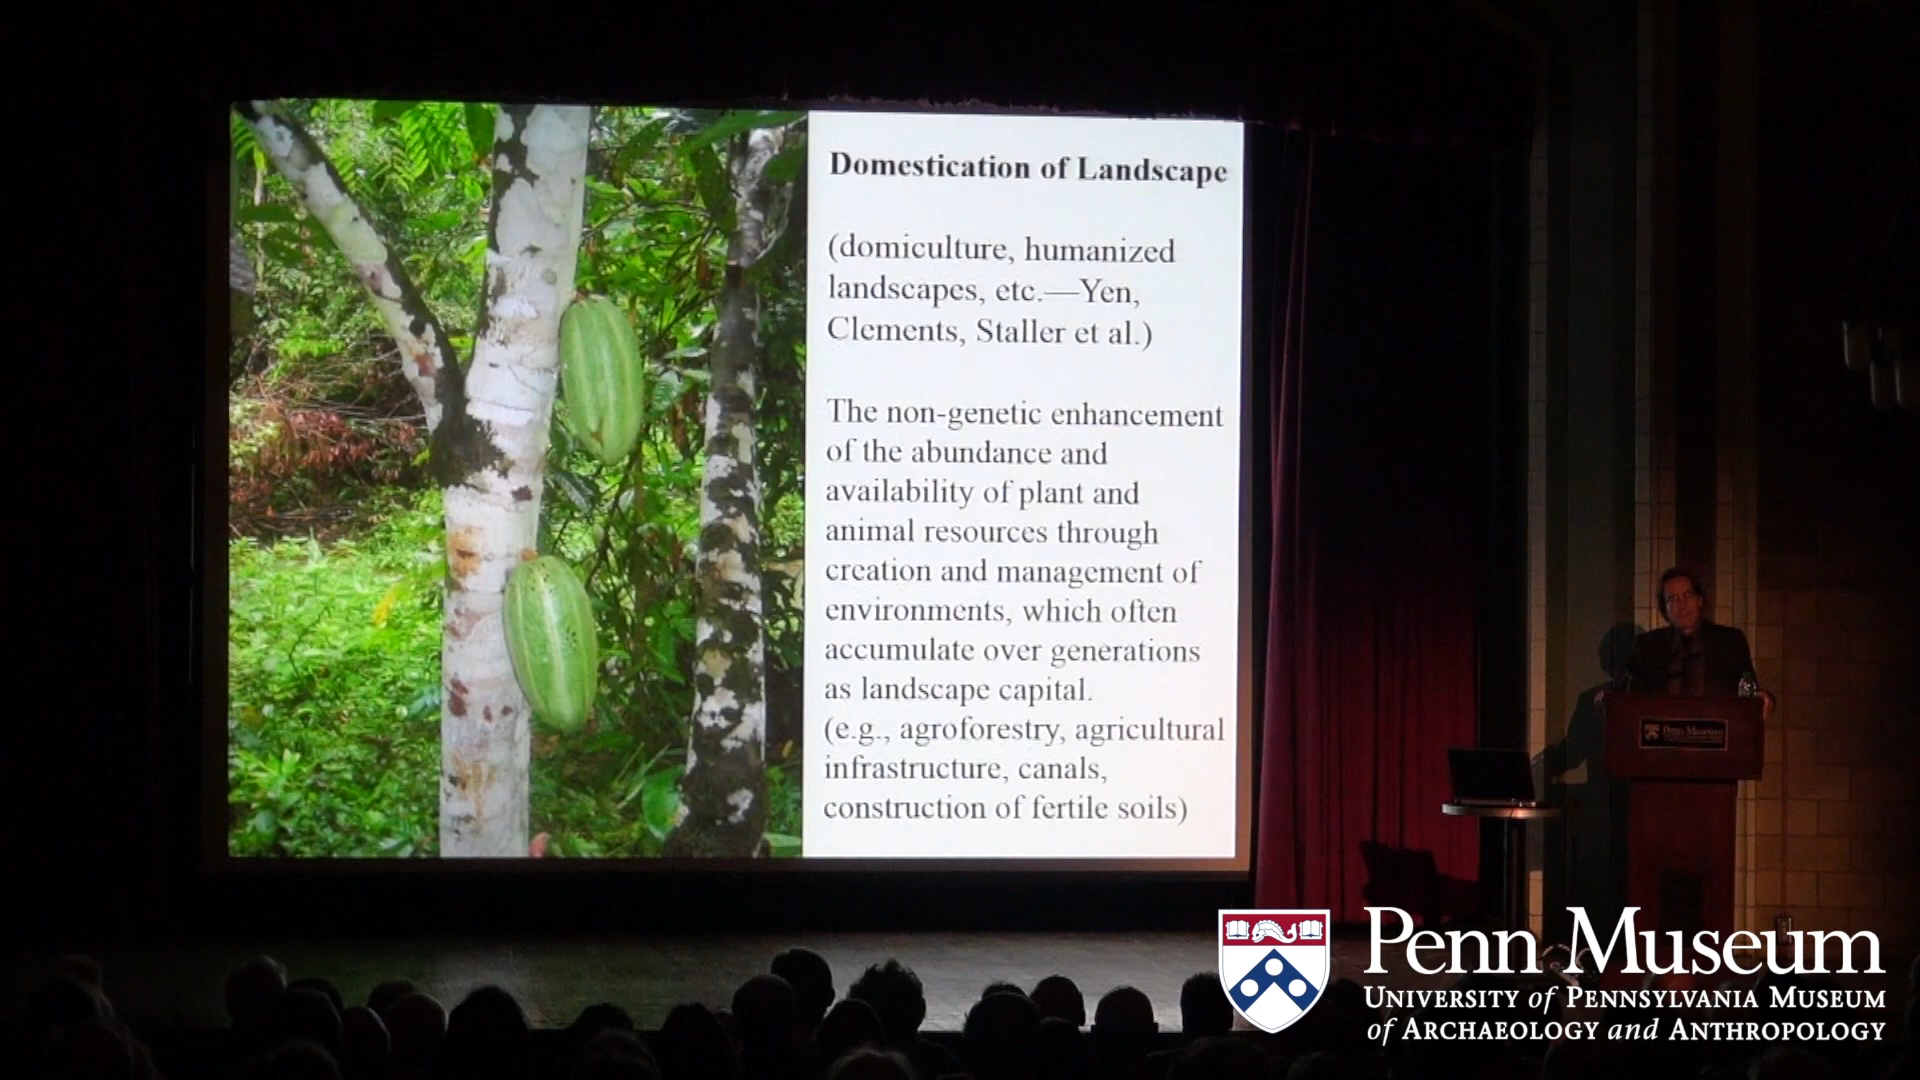 Domestication of Landscape
(domiculture, humanized
landscapes, etc.—Yen,
Clements, Staller et al.)
The non-genetic enhancement
of the abundance and
availability of plant and
animal resources through
creation and management of
environments, which often
accumulate over generations
as landscape capital.
(e.g., agroforestry, agricultural
infrastructure, canals,
construction of fertile soils)
Penn Museum
Penn Museum
University of Pennsylvania Museum
of Archaeology and Anthropology